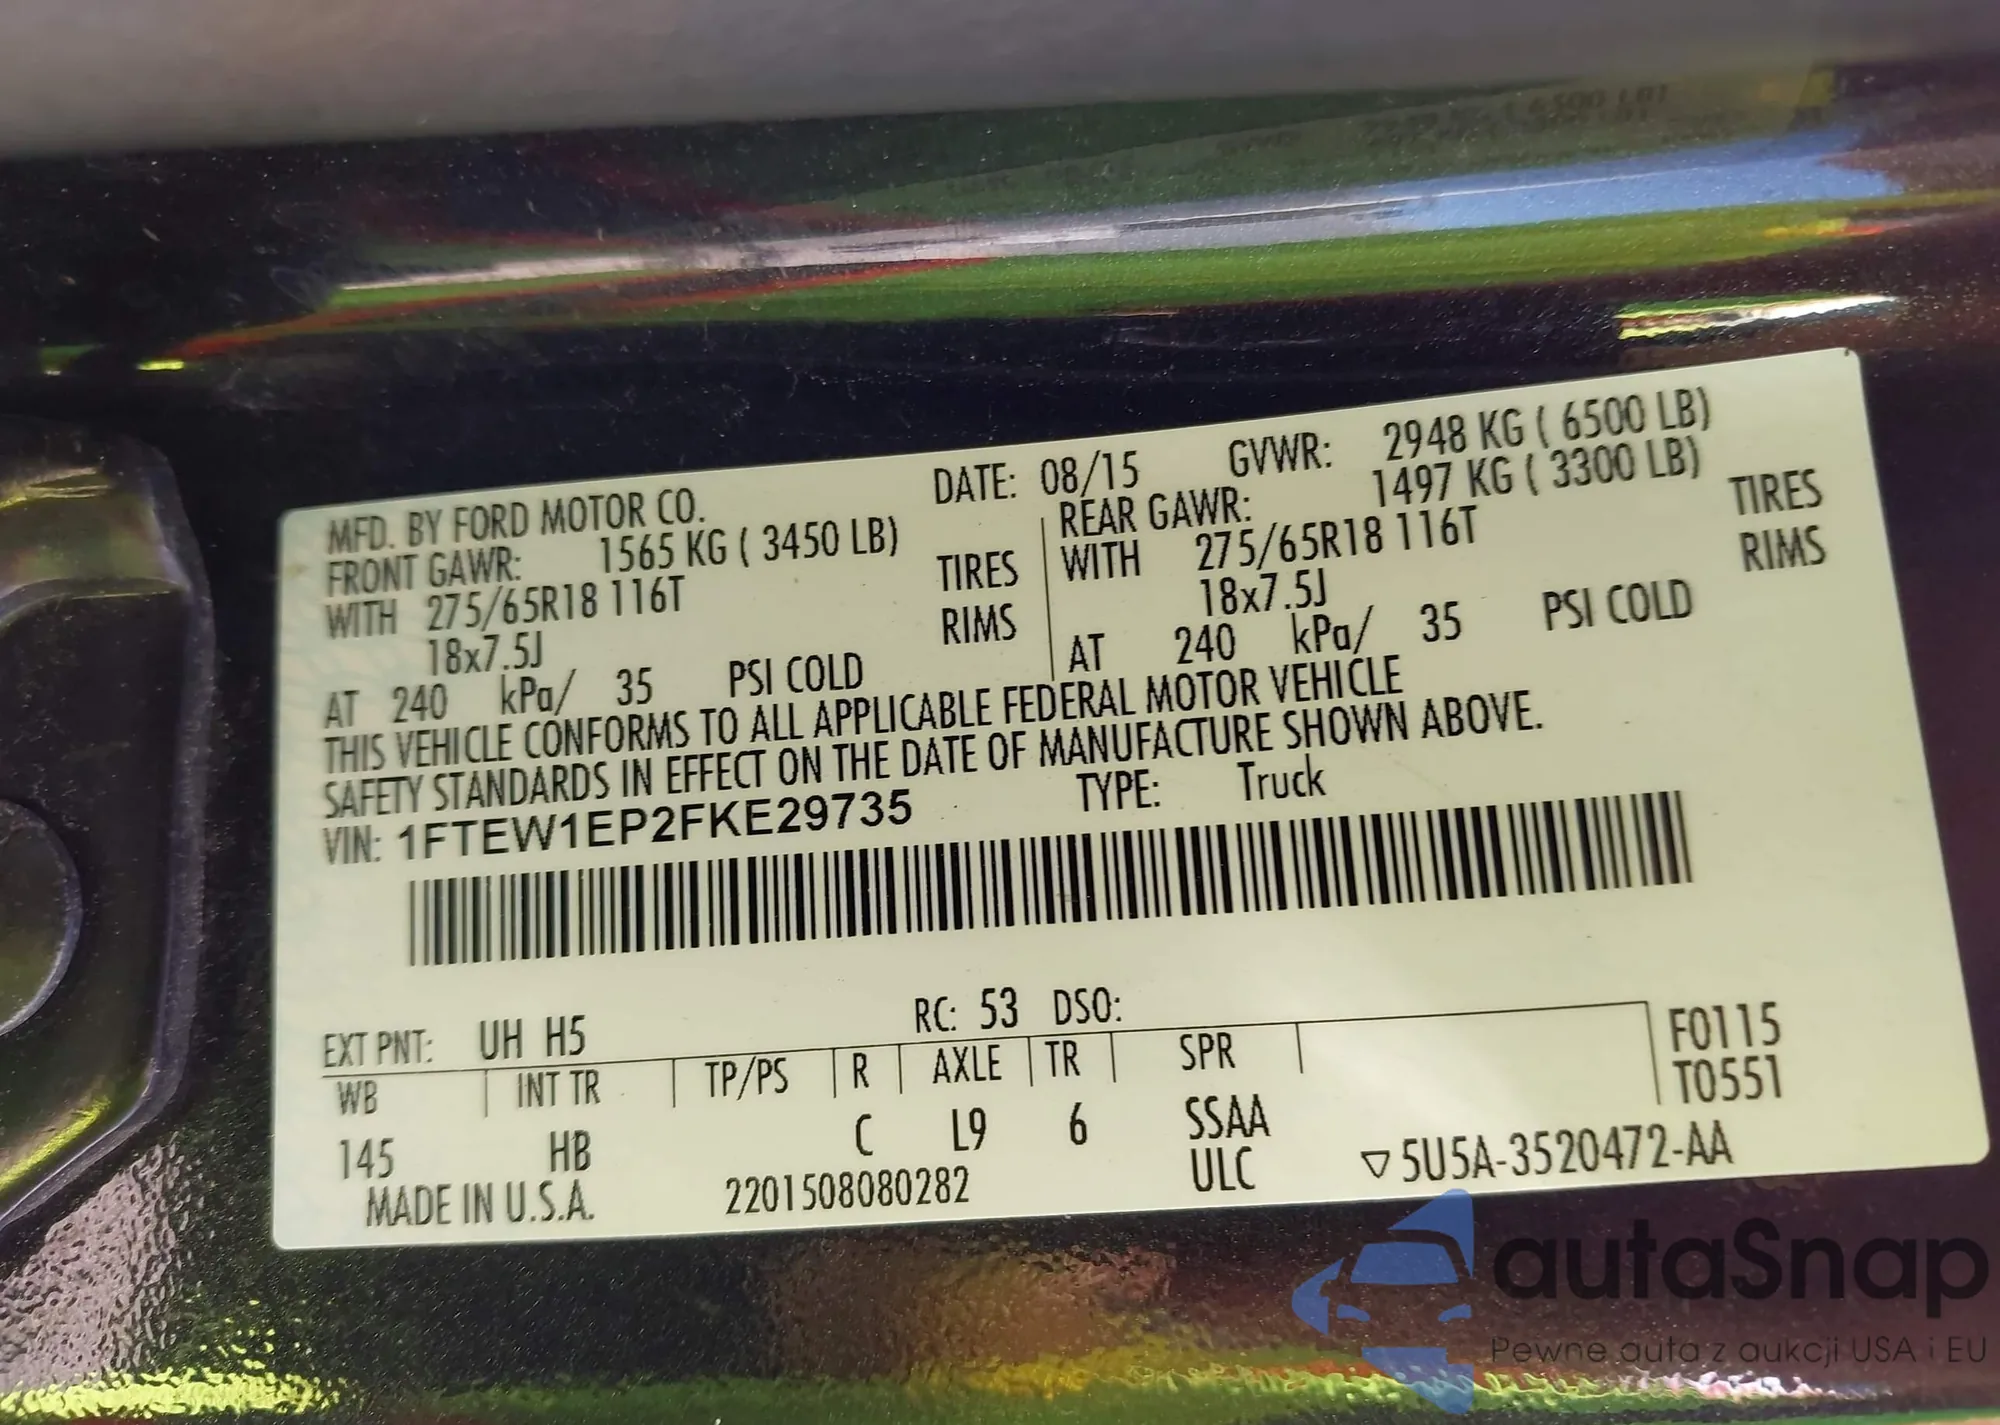 MFD. BY FORD MOTOR CO. DATE: 08/15 GVWR: 2948 KG ( 6500 LB)
FRONT GAWR: 1565 KG ( 3450 LB) REAR GAWR: 1497 KG ( 3300 LB)
WITH 275/65R18 116T TIRES WITH 275/65R18 116T TIRES
18x7.5J RIMS 18x7.5J RIMS
AT 240 kPa/ 35 PSI COLD AT 240 kPa/ 35 PSI COLD
THIS VEHICLE CONFORMS TO ALL APPLICABLE FEDERAL MOTOR VEHICLE
SAFETY STANDARDS IN EFFECT ON THE DATE OF MANUFACTURE SHOWN ABOVE.
VIN: 1FTEW1EP2FKE29735 TYPE: Truck
EXT PNT: UH H5 RC: 53 DSO:
WB INT TR TP/PS R AXLE TR SPR F0115
T0551
145 HB C L9 6 SSAA
ULC ▽5U5A-3520472-AA
MADE IN U.S.A. 2201508080282
autaSnap
Pewne auta z aukcji USA i EU